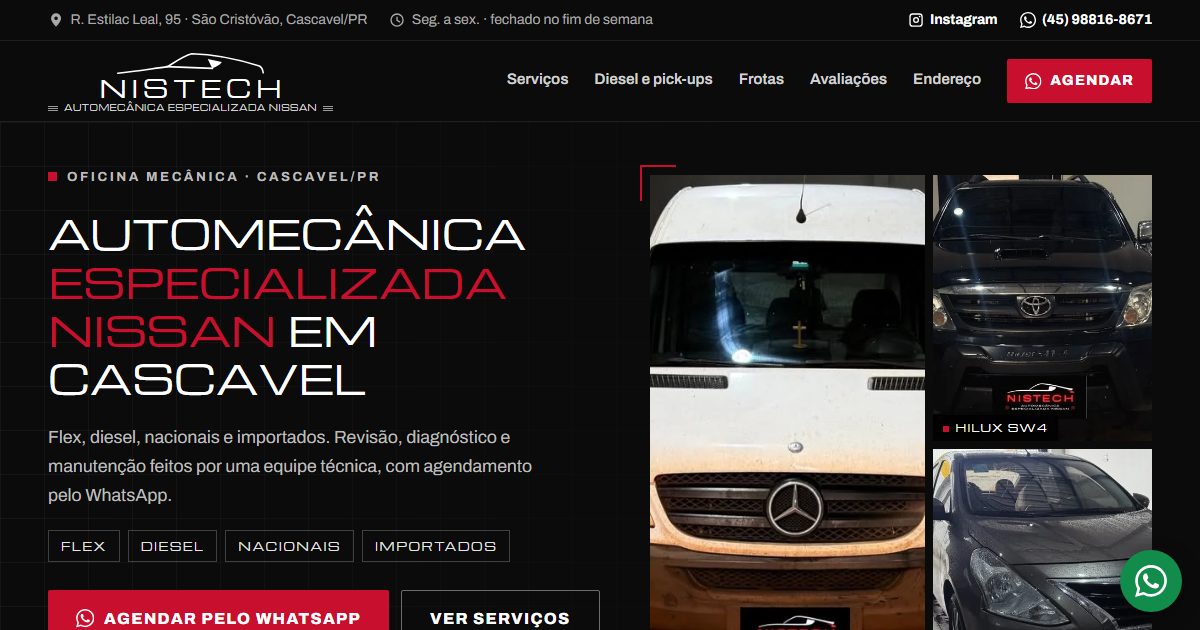 R. Estilac Leal, 95 · São Cristóvão, Cascavel/PR
Seg. a sex. · fechado no fim de semana
Instagram
(45) 98816-8671
NISTECH
AUTOMECÂNICA ESPECIALIZADA NISSAN
Serviços
Diesel e pick-ups
Frotas
Avaliações
Endereço
AGENDAR
OFICINA MECÂNICA · CASCAVEL/PR
AUTOMECÂNICA
ESPECIALIZADA
NISSAN EM
CASCAVEL
Flex, diesel, nacionais e importados. Revisão, diagnóstico e
manutenção feitos por uma equipe técnica, com agendamento
pelo WhatsApp.
FLEX
DIESEL
NACIONAIS
IMPORTADOS
AGENDAR PELO WHATSAPP
VER SERVIÇOS
NISTECH
HILUX SW4